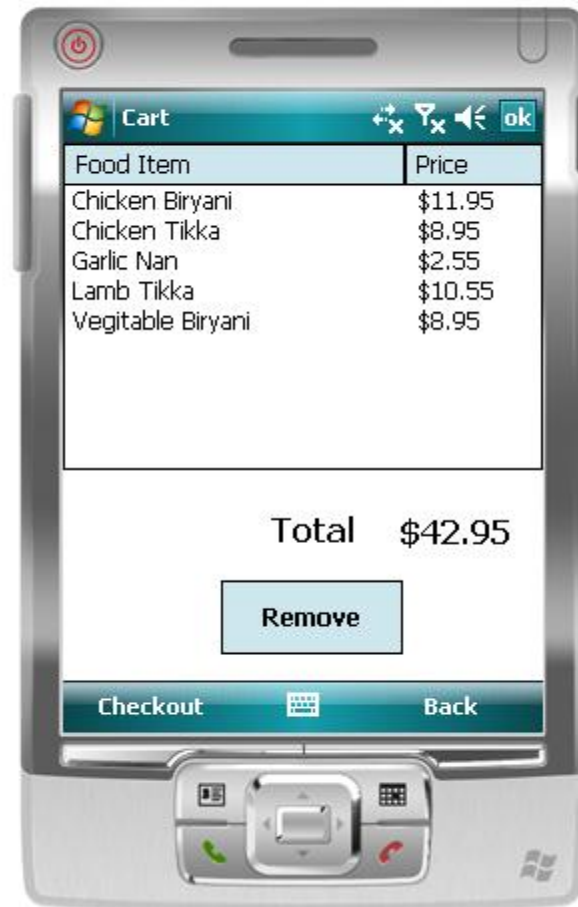 Cart ok
Food Item Price
Chicken Biryani $11.95
Chicken Tikka $8.95
Garlic Nan $2.55
Lamb Tikka $10.55
Vegitable Biryani $8.95
Total $42.95
Remove
Checkout Back